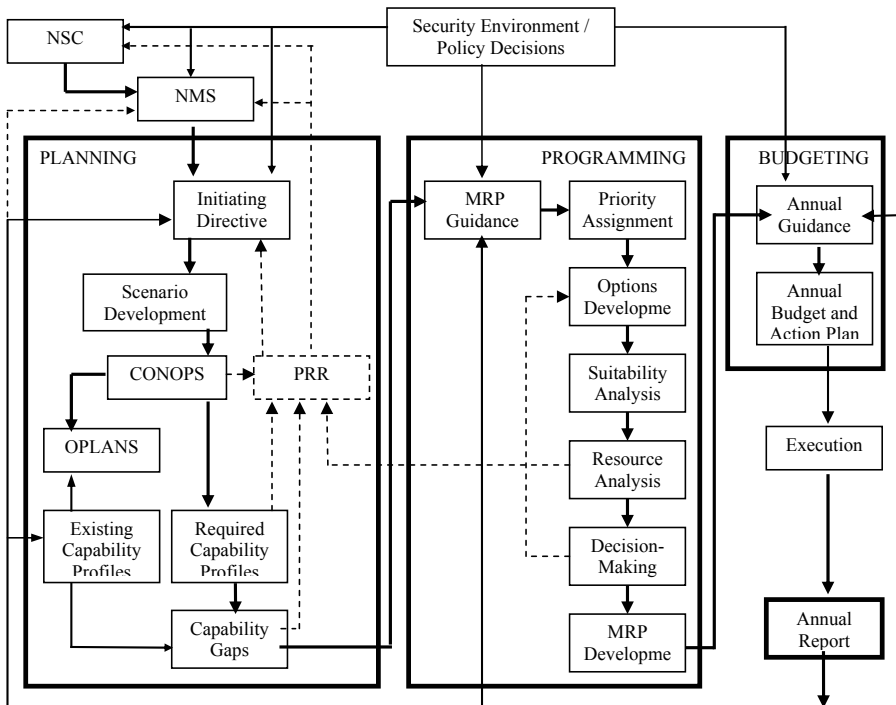 NSC
Security Environment /
Policy Decisions
NMS
PLANNING
Initiating
Directive
Scenario
Development
CONOPS
PRR
OPLANS
Existing
Capability
Profiles
Required
Capability
Profiles
Capability
Gaps
PROGRAMMING
MRP
Guidance
Priority
Assignment
Options
Developme
Suitability
Analysis
Resource
Analysis
Decision-
Making
MRP
Developme
BUDGETING
Annual
Guidance
Annual
Budget and
Action Plan
Execution
Annual
Report